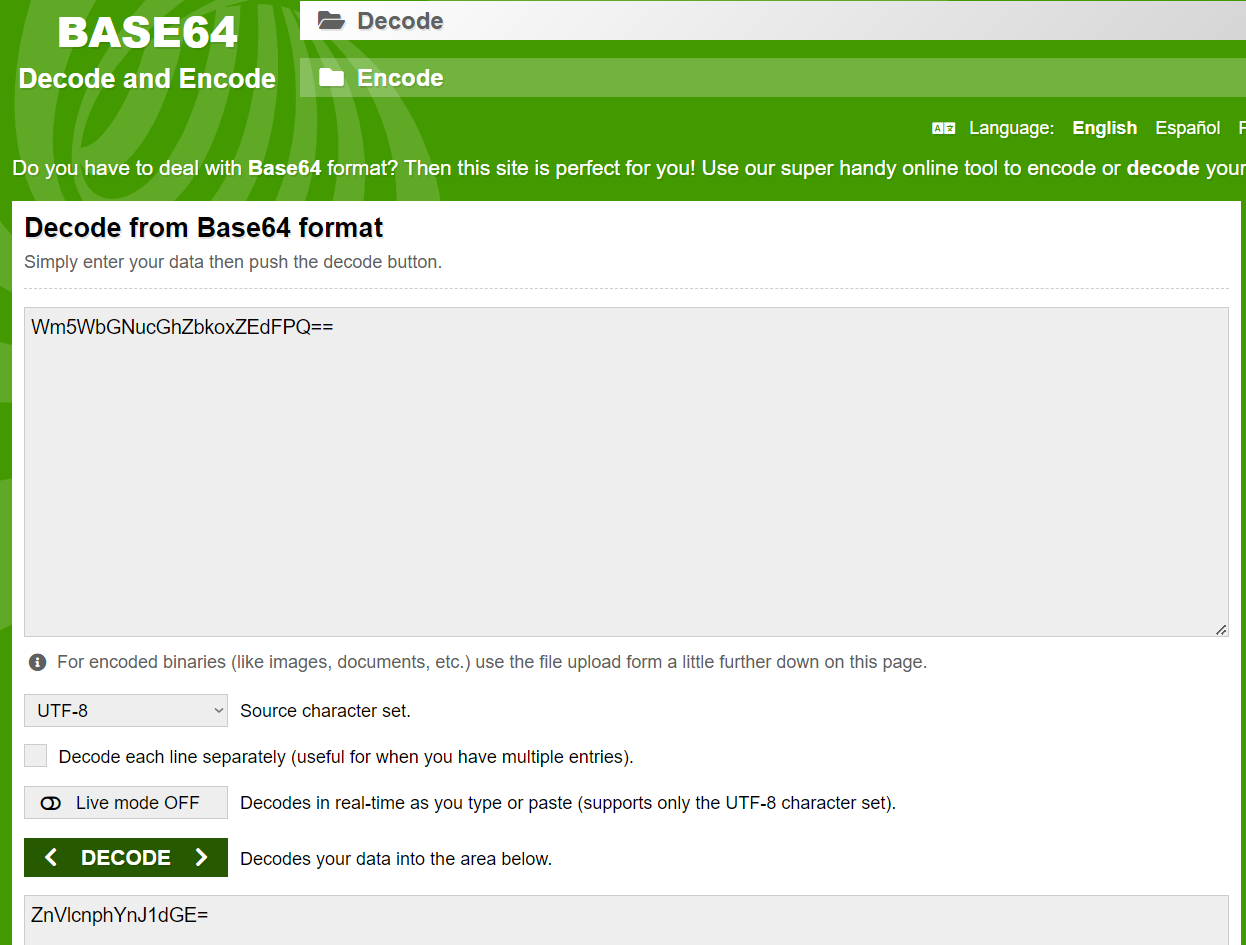 BASE64
Decode and Encode
Decode
Encode
Language: English Español
Do you have to deal with Base64 format? Then this site is perfect for you! Use our super handy online tool to encode or decode your
Decode from Base64 format
Simply enter your data then push the decode button.
Wm5WbGNucGhZbkoxZEdFPQ==
For encoded binaries (like images, documents, etc.) use the file upload form a little further down on this page.
UTF-8 Source character set.
Decode each line separately (useful for when you have multiple entries).
Live mode OFF Decodes in real-time as you type or paste (supports only the UTF-8 character set).
DECODE Decodes your data into the area below.
ZnVlcnphYnJ1dGE=